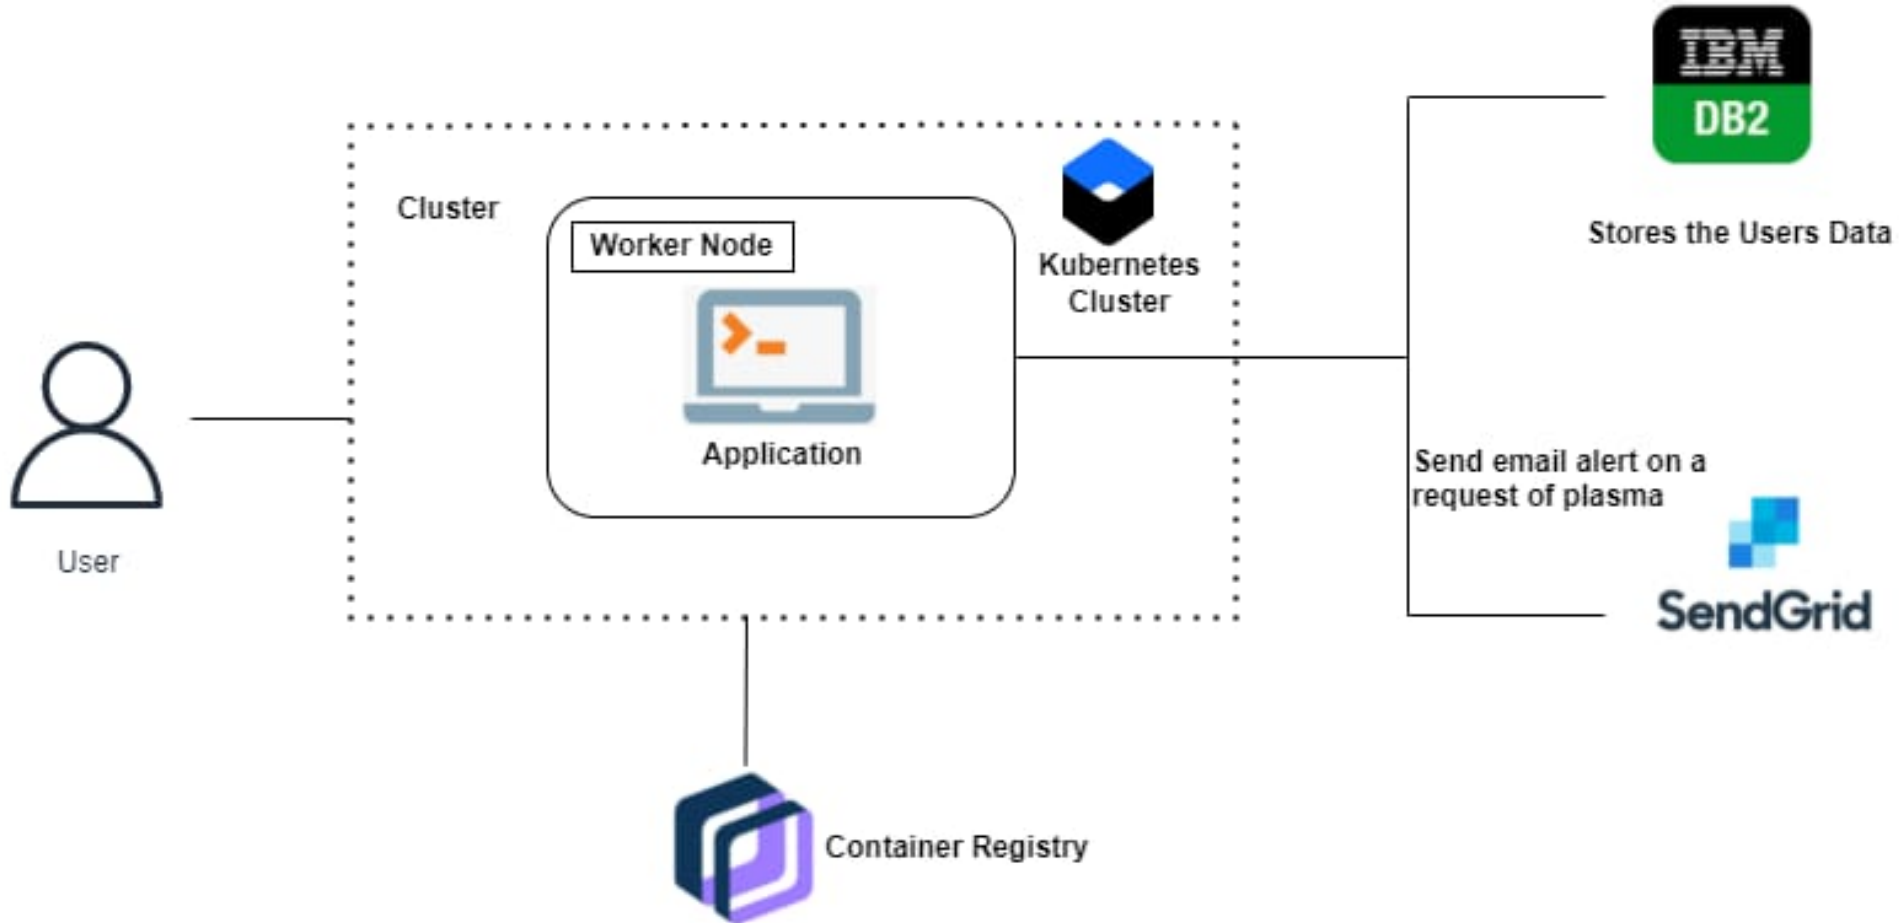 IBM
DB2
Cluster
Worker Node
Kubernetes
Cluster
Stores the Users Data
Application
Send email alert on a
request of plasma
User
SendGrid
Container Registry